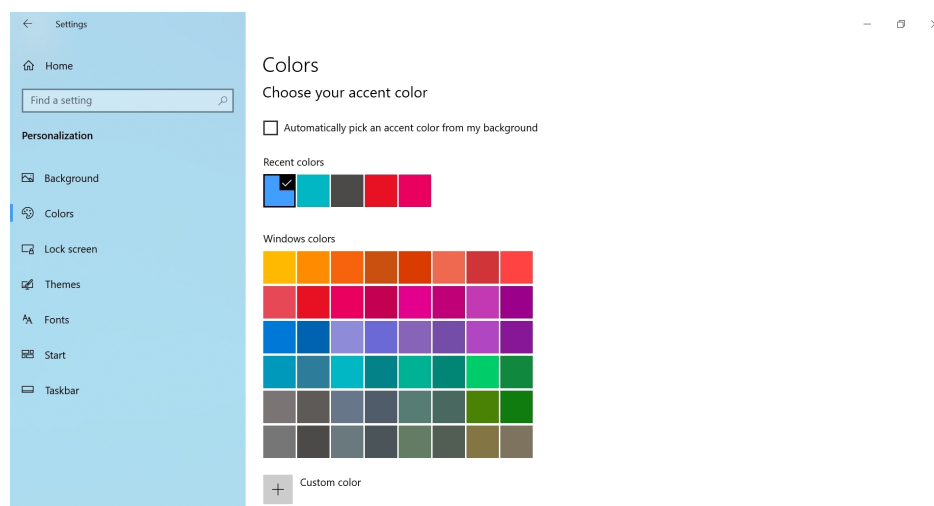 Settings
Home
Find a setting
Personalization
Background
Colors
Lock screen
Themes
Fonts
Start
Taskbar
Colors
Choose your accent color
Automatically pick an accent color from my background
Recent colors
Windows colors
Custom color